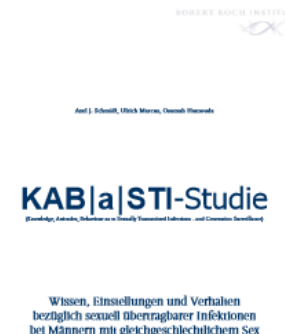 ROBERT KOCH INSTITUT
Axel J. Schmidt, Ulrich Marcus, Osamah Hamouda
KAB|a|STI-Studie
(Knowledge, Attitudes, Behaviour as to Sexually Transmitted Infections - and Generation Surveillance)
Wissen, Einstellungen und Verhalten
bezüglich sexuell übertragbarer Infektionen
bei Männern mit gleichgeschlechtlichem Sex